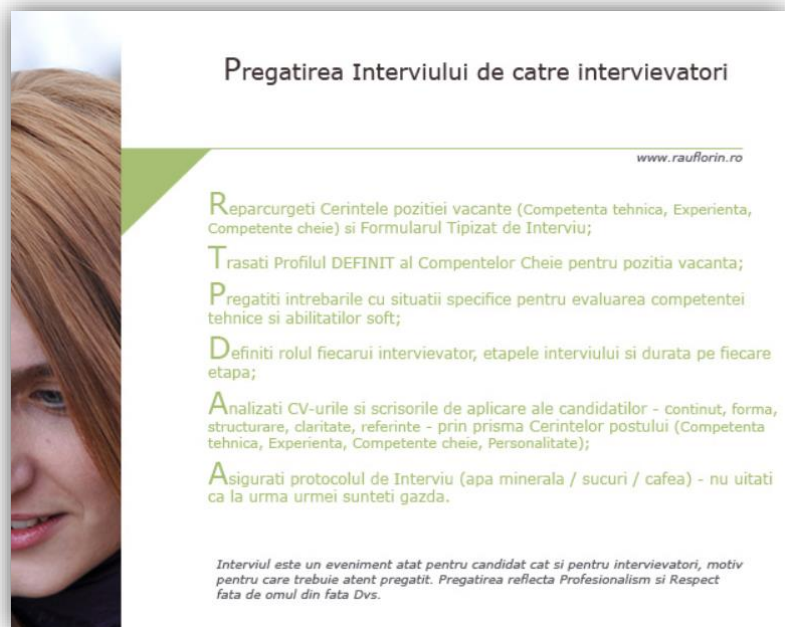 Pregatirea Interviului de catre intervievatori
www.rauflorin.ro
Reparcurgeti Cerintele pozitiei vacante (Competenta tehnica, Experienta,
Competente cheie) si Formularul Tipizat de Interviu;
Trasati Profilul DEFINIT al Compentelor Cheie pentru pozitia vacanta;
Pregatiti intrebarile cu situatii specifice pentru evaluarea competentei
tehnice si abilitatilor soft;
Definiti rolul fiecarui intervievator, etapele interviului si durata pe fiecare
etapa;
Analizati CV-urile si scrisorile de aplicare ale candidatilor - continut, forma,
structurare, claritate, referinte - prin prisma Cerintelor postului (Competenta
tehnica, Experienta, Competente cheie, Personalitate);
Asigurati protocolul de Interviu (apa minerala / sucuri / cafea) - nu uitati
ca la urma urmei sunteti gazda.
Interviul este un eveniment atat pentru candidat cat si pentru intervievatori, motiv
pentru care trebuie atent pregatit. Pregatirea reflecta Profesionalism si Respect
fata de omul din fata Dvs.